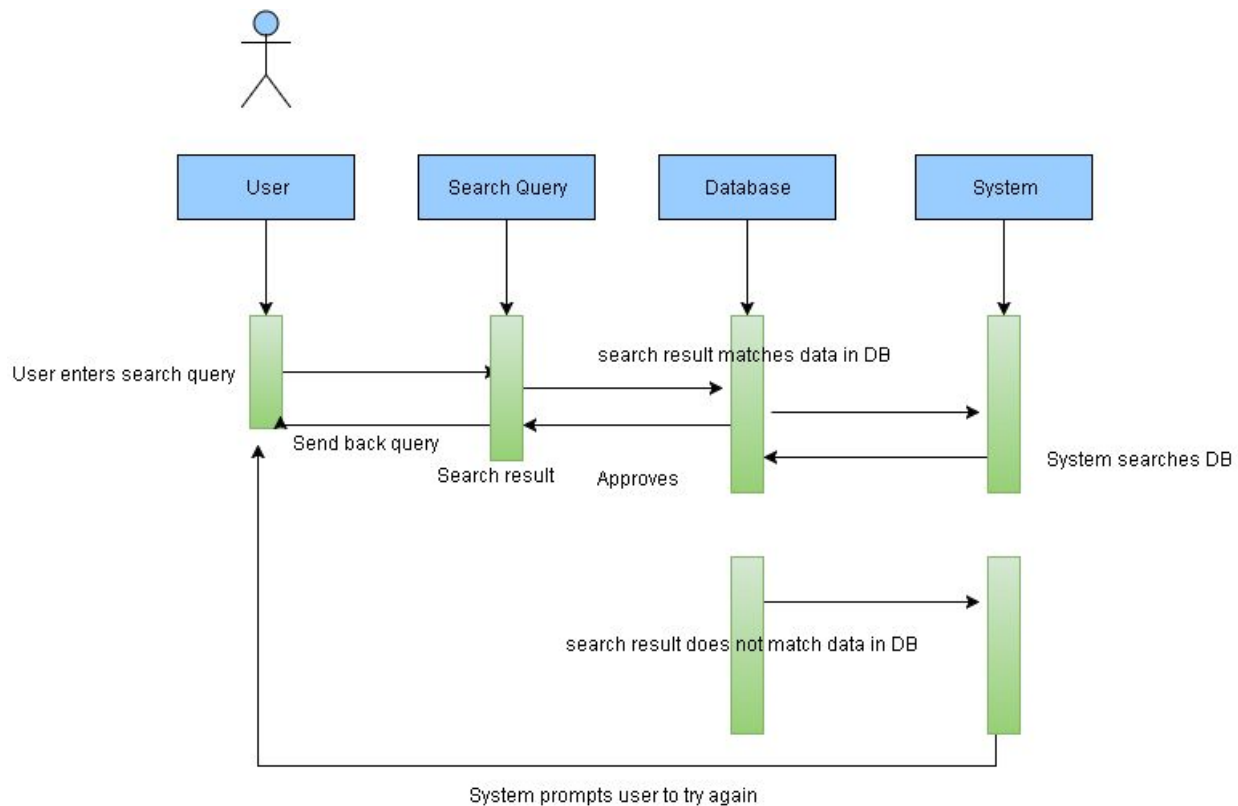 User
Search Query
Database
System
search result matches data in DB
User enters search query
Send back query
System searches DB
Search result
Approves
search result does not match data in DB
System prompts user to try again